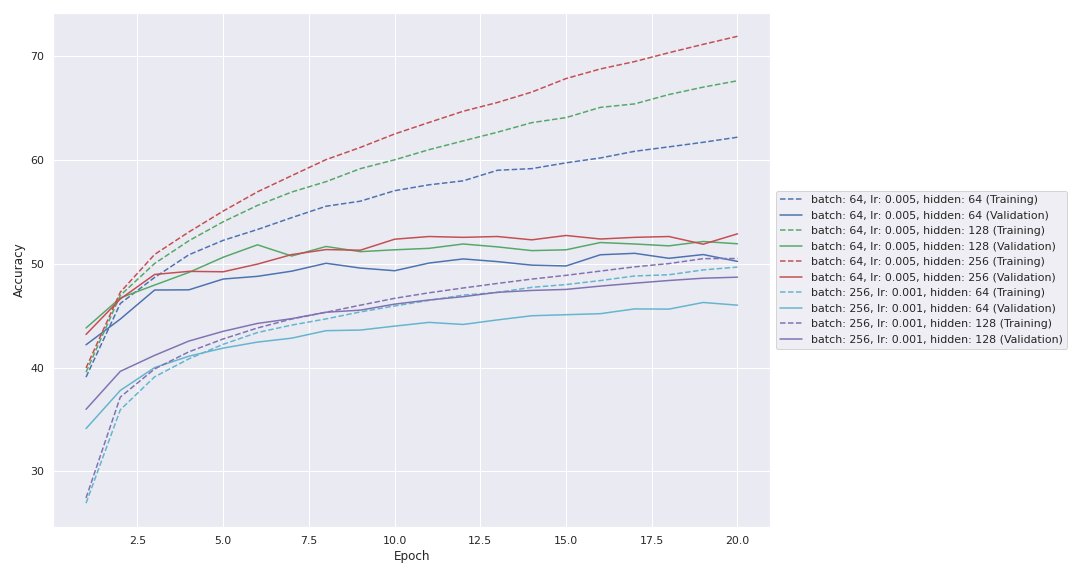 70
60
50
40
30
Accuracy
2.5 5.0 7.5 10.0 12.5 15.0 17.5 20.0
Epoch
batch: 64, lr: 0.005, hidden: 64 (Training)
batch: 64, lr: 0.005, hidden: 64 (Validation)
batch: 64, lr: 0.005, hidden: 128 (Training)
batch: 64, lr: 0.005, hidden: 128 (Validation)
batch: 64, lr: 0.005, hidden: 256 (Training)
batch: 64, lr: 0.005, hidden: 256 (Validation)
batch: 256, lr: 0.001, hidden: 64 (Training)
batch: 256, lr: 0.001, hidden: 64 (Validation)
batch: 256, lr: 0.001, hidden: 128 (Training)
batch: 256, lr: 0.001, hidden: 128 (Validation)